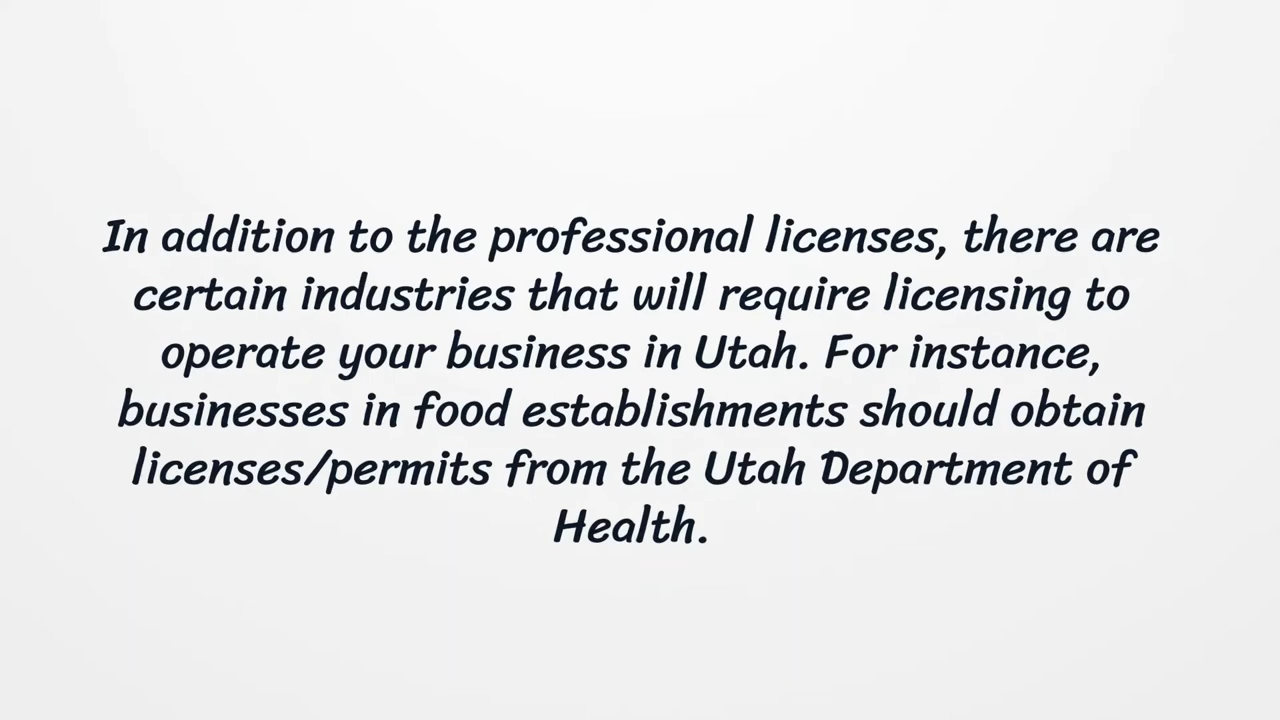 In addition to the professional licenses, there are
certain industries that will require licensing to
operate your business in Utah. For instance,
businesses in food establishments should obtain
licenses/permits from the Utah Department of
Health.